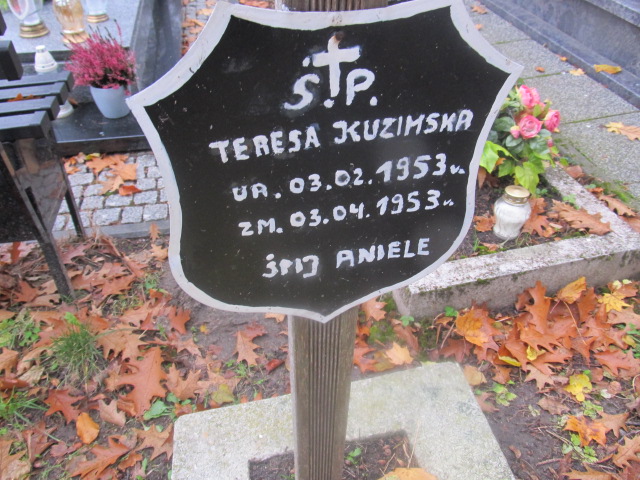 Ś.†P.
TERESA KUZIMSKA
UR. 03.02.1953 r.
ZM. 03.04.1953 r.
ŚPIJ ANIELE